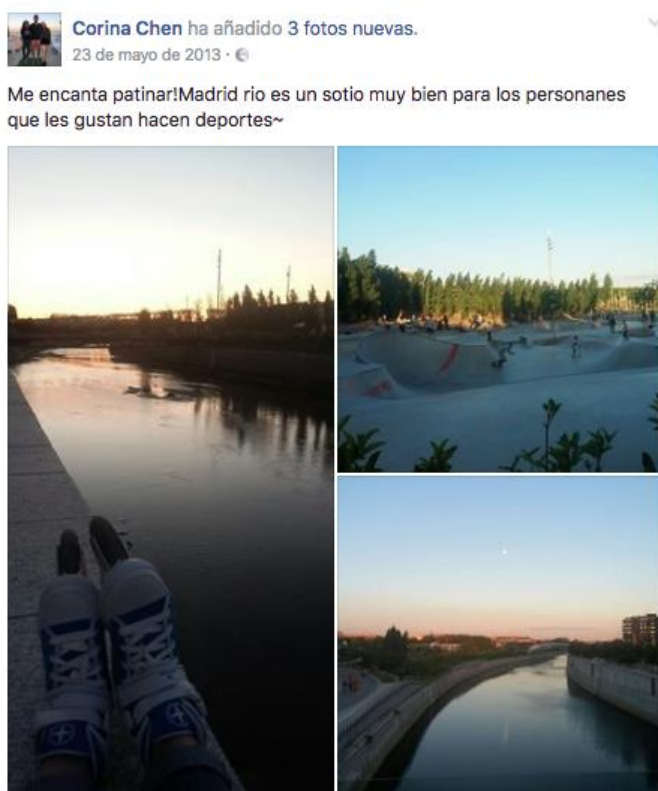 Corina Chen ha añadido 3 fotos nuevas.
23 de mayo de 2013 ·
Me encanta patinar!Madrid rio es un sotio muy bien para los personanes
que les gustan hacen deportes~